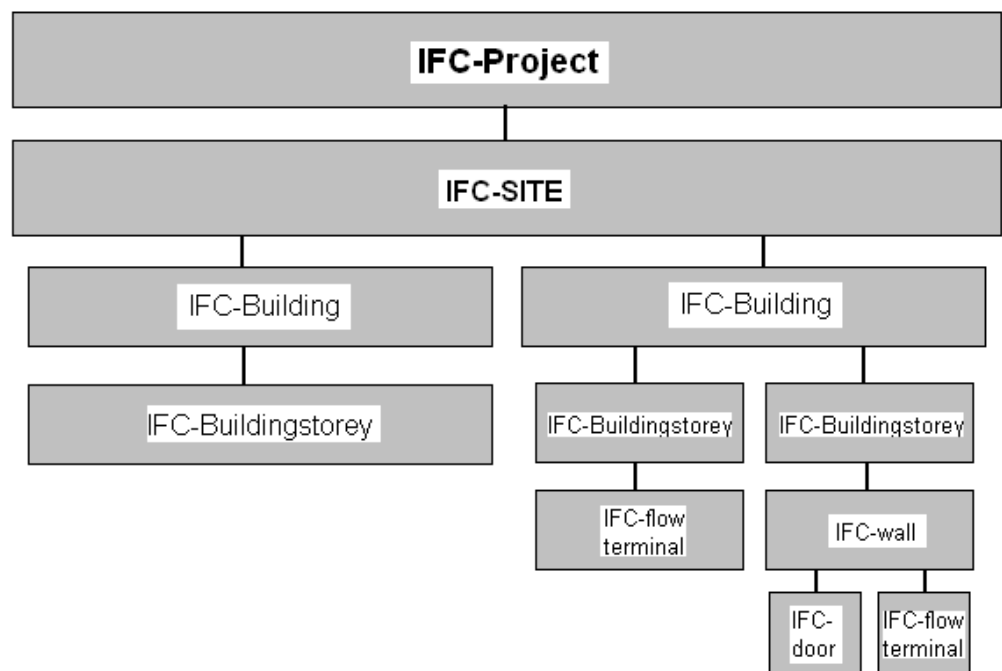 IFC-Project
IFC-SITE
IFC-Building
IFC-Building
IFC-Buildingstorey
IFC-Buildingstorey
IFC-Buildingstorey
IFC-flow
terminal
IFC-wall
IFC-
door
IFC-flow
terminal